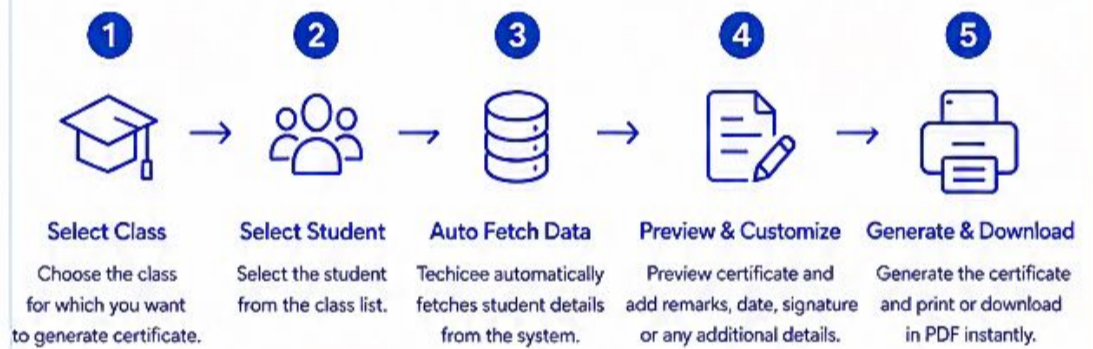 1
2
3
4
5
Select Class
Choose the class
for which you want
to generate certificate.
Select Student
Select the student
from the class list.
Auto Fetch Data
Techicee automatically
fetches student details
from the system.
Preview & Customize
Preview certificate and
add remarks, date, signature
or any additional details.
Generate & Download
Generate the certificate
and print or download
in PDF instantly.